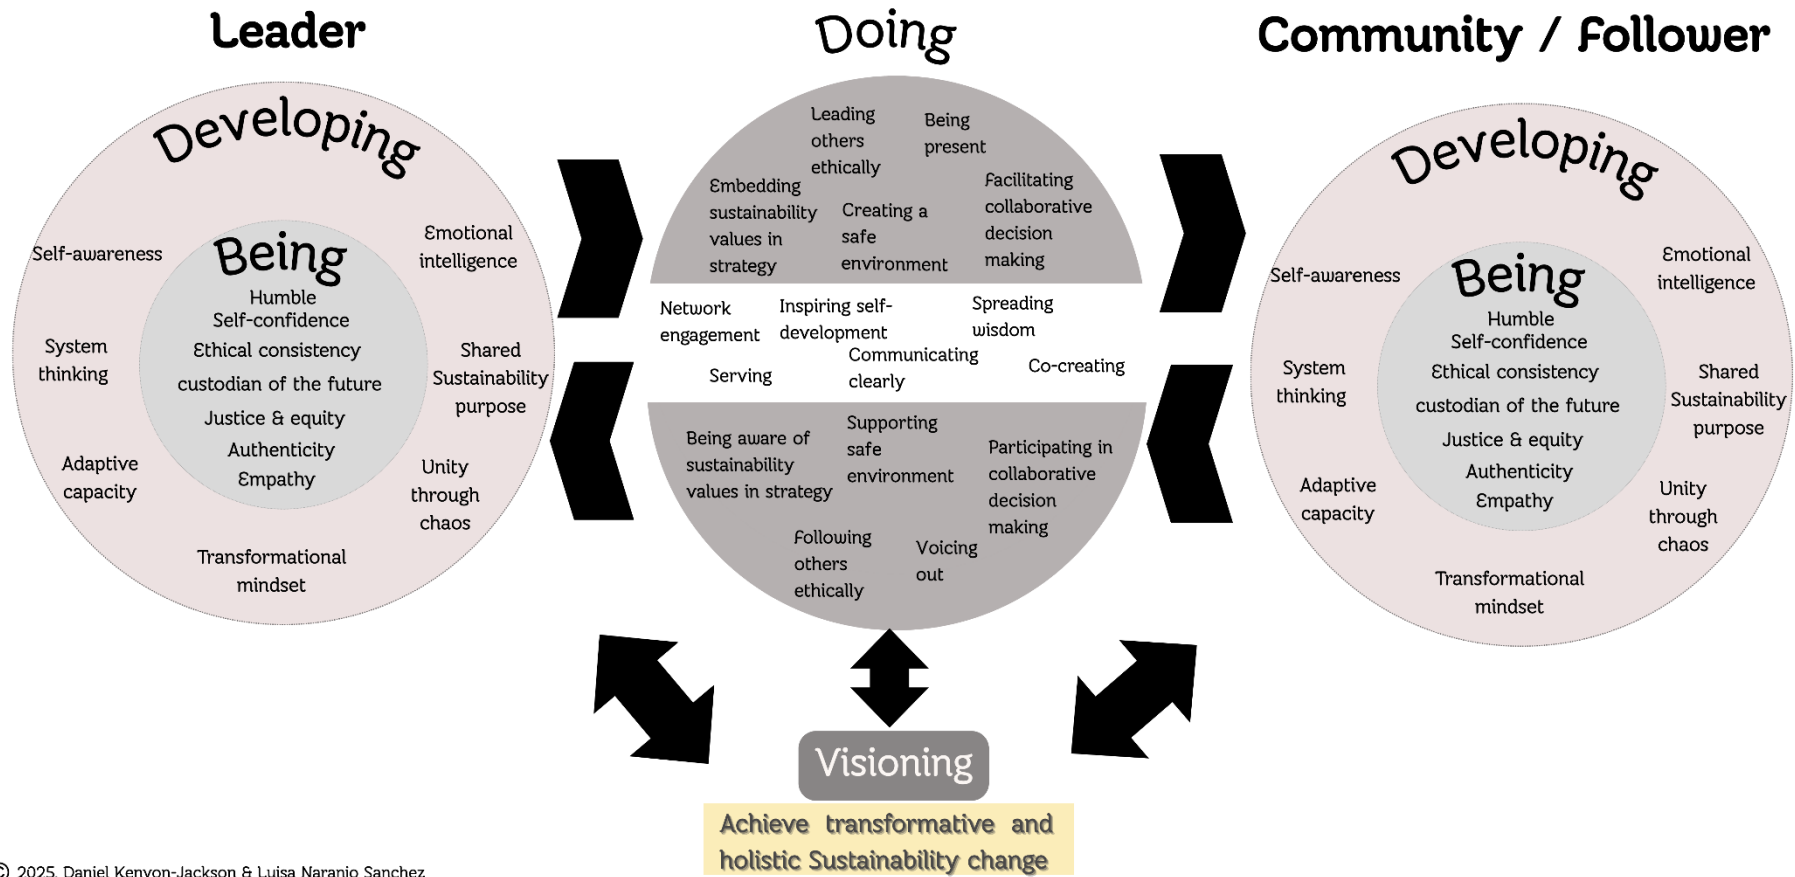 Leader
Doing
Community / Follower
Developing
Self-awareness
Emotional
intelligence
System
thinking
Shared
Sustainability
purpose
Adaptive
capacity
Unity
through
chaos
Transformational
mindset
Being
Humble
Self-confidence
Ethical consistency
custodian of the future
Justice & equity
Authenticity
Empathy
Leading
others
ethically
Being
present
Embedding
sustainability
values in
strategy
Creating a
safe
environment
Facilitating
collaborative
decision
making
Network
engagement
Inspiring self-
development
Spreading
wisdom
Serving
Communicating
clearly
Co-creating
Being aware of
sustainability
values in strategy
Supporting
safe
environment
Participating in
collaborative
decision
making
Following
others
ethically
Voicing
out
Developing
Self-awareness
Emotional
intelligence
System
thinking
Shared
Sustainability
purpose
Adaptive
capacity
Unity
through
chaos
Transformational
mindset
Being
Humble
Self-confidence
Ethical consistency
custodian of the future
Justice & equity
Authenticity
Empathy
Visioning
Achieve transformative and
holistic Sustainability change
© 2025, Daniel Kenyon-Jackson & Luisa Naranjo Sanchez